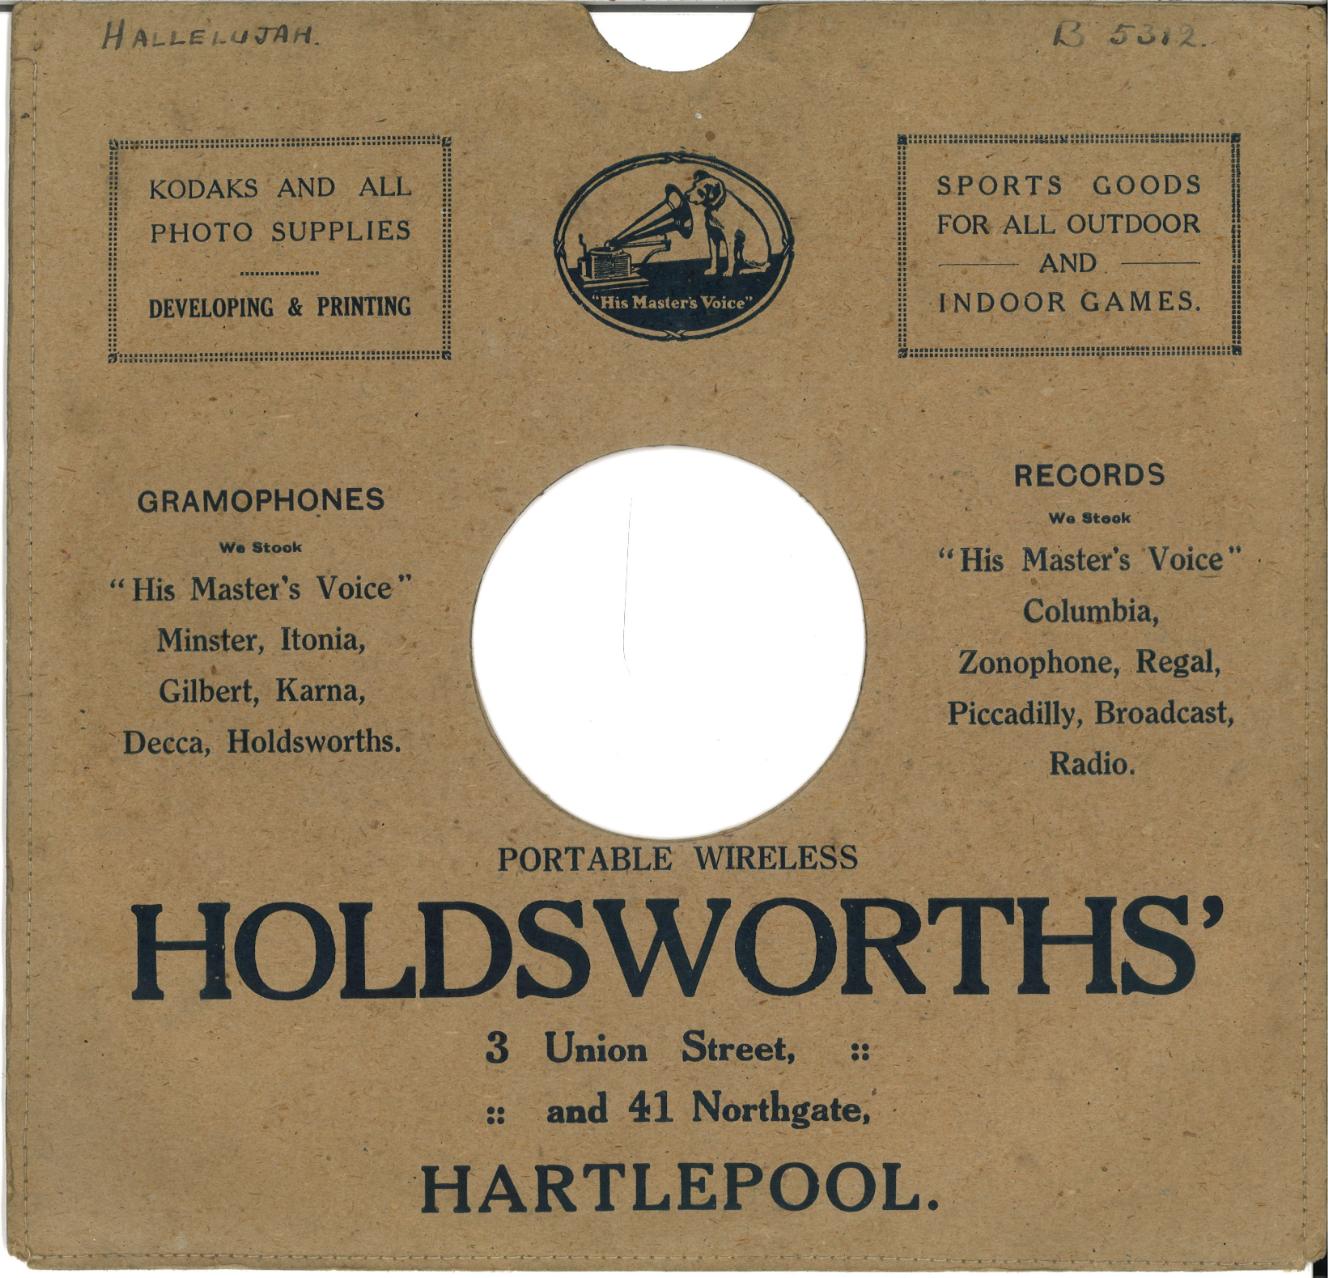 HALLELUJAH.
B 5312.
KODAKS AND ALL
PHOTO SUPPLIES
DEVELOPING & PRINTING
"His Master's Voice"
SPORTS GOODS
FOR ALL OUTDOOR
AND
INDOOR GAMES.
GRAMOPHONES
We Stock
"His Master's Voice"
Minster, Itonia,
Gilbert, Karna,
Decca, Holdsworths.
RECORDS
We Stock
"His Master's Voice"
Columbia,
Zonophone, Regal,
Piccadilly, Broadcast,
Radio.
PORTABLE WIRELESS
HOLDSWORTHS'
3 Union Street, ::
:: and 41 Northgate,
HARTLEPOOL.